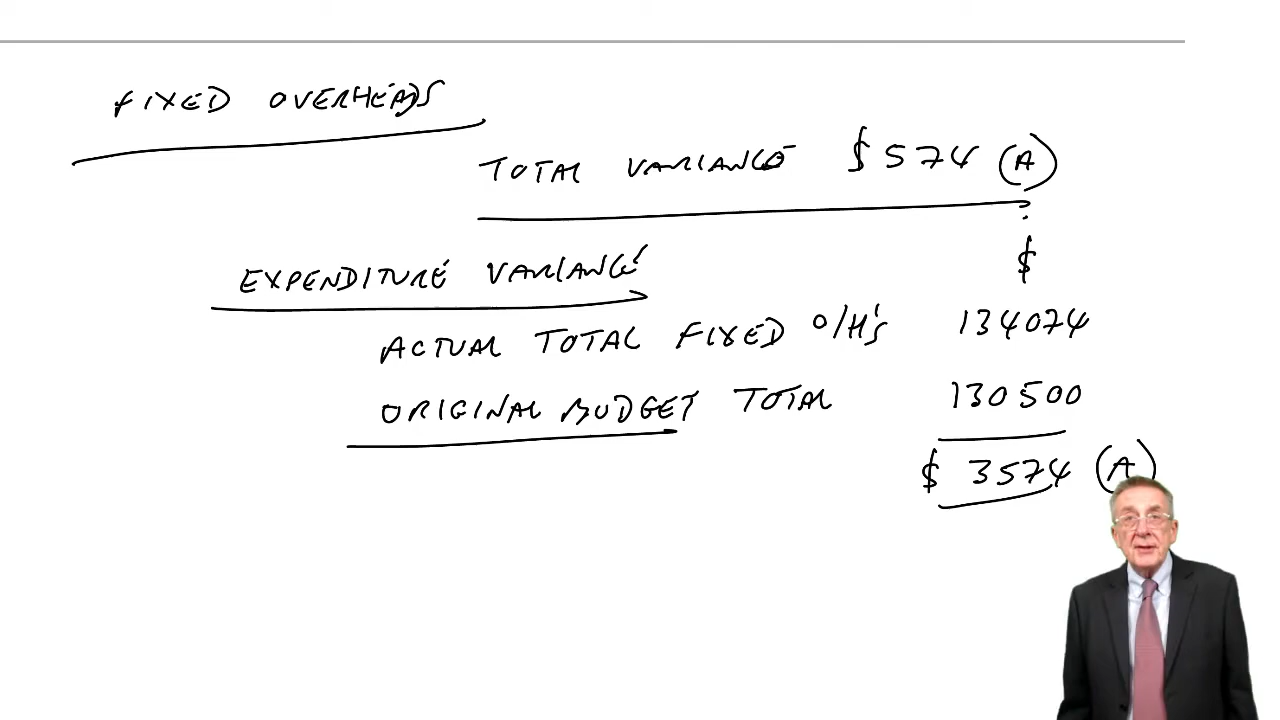 FIXED OVERHEADS
TOTAL VARIANCE $574 (A)
$
EXPENDITURE VARIANCE
ACTUAL TOTAL FIXED O/H's 134074
ORIGINAL BUDGET TOTAL 130500
$ 3574 (A)